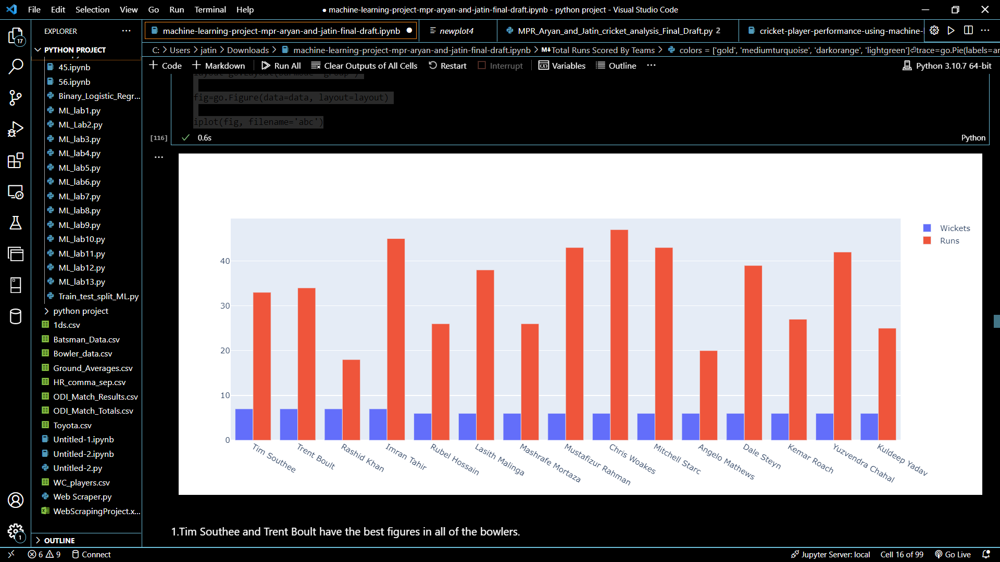 File Edit Selection View Go Run Terminal Help
● machine-learning-project-mpr-aryan-and-jatin-final-draft.ipynb - python project - Visual Studio Code
EXPLORER
machine-learning-project-mpr-aryan-and-jatin-final-draft.ipynb
newplot4
MPR_Aryan_and_Jatin_cricket_analysis_Final_Draft.py 2
cricket-player-performance-using-machine-
C: > Users > jatin > Downloads > machine-learning-project-mpr-aryan-and-jatin-final-draft.ipynb > M↓Total Runs Scored By Teams > colors = ['gold', 'mediumturquoise', 'darkorange', 'lightgreen']⏎trace=go.Pie(labels=ar
+ Code + Markdown Run All Clear Outputs of All Cells Restart Interrupt Variables Outline ···
Python 3.10.7 64-bit
17
PYTHON PROJECT
45.ipynb
56.ipynb
Binary_Logistic_Regr...
ML_lab1.py
ML_Lab2.py
ML_lab3.py
ML_lab4.py
ML_lab5.py
ML_lab6.py
ML_lab7.py
ML_lab8.py
ML_lab9.py
ML_lab10.py
ML_lab11.py
ML_lab12.py
ML_lab13.py
Train_test_split_ML.py
python project
1ds.csv
Batsman_Data.csv
Bowler_data.csv
Ground_Averages.csv
HR_comma_sep.csv
ODI_Match_Results.csv
ODI_Match_Totals.csv
Toyota.csv
Untitled-1.ipynb
Untitled-2.ipynb
Untitled-2.py
WC_players.csv
Web Scraper.py
WebScrapingProject.x...
OUTLINE
1
fig=go.Figure(data=data, layout=layout)
iplot(fig, filename='abc')
[116] 0.6s
Python
Wickets
Runs
40
30
20
10
0
Tim Southee
Trent Boult
Rashid Khan
Imran Tahir
Rubel Hossain
Lasith Malinga
Mashrafe Mortaza
Mustafizur Rahman
Chris Woakes
Mitchell Starc
Angelo Mathews
Dale Steyn
Kemar Roach
Yuzvendra Chahal
Kuldeep Yadav
1.Tim Southee and Trent Boult have the best figures in all of the bowlers.
6 9 Connect
Jupyter Server: local Cell 16 of 99 Go Live